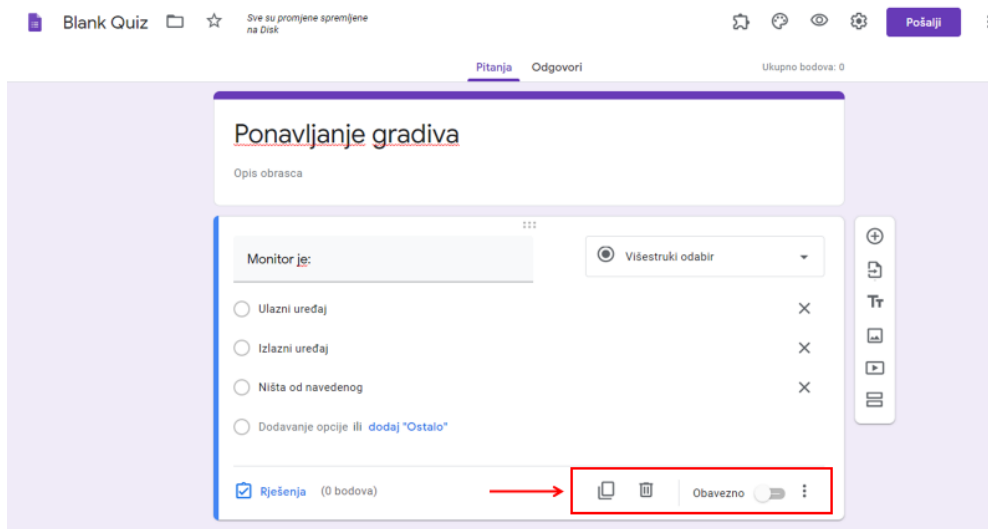 Blank Quiz
Sve su promjene spremljene
na Disk
Pošalji
Pitanja Odgovori
Ukupno bodova: 0
Ponavljanje gradiva
Opis obrasca
Monitor je:
Višestruki odabir
Ulazni uređaj
Izlazni uređaj
Ništa od navedenog
Dodavanje opcije ili dodaj "Ostalo"
Rješenja (0 bodova)
Obavezno
Tт